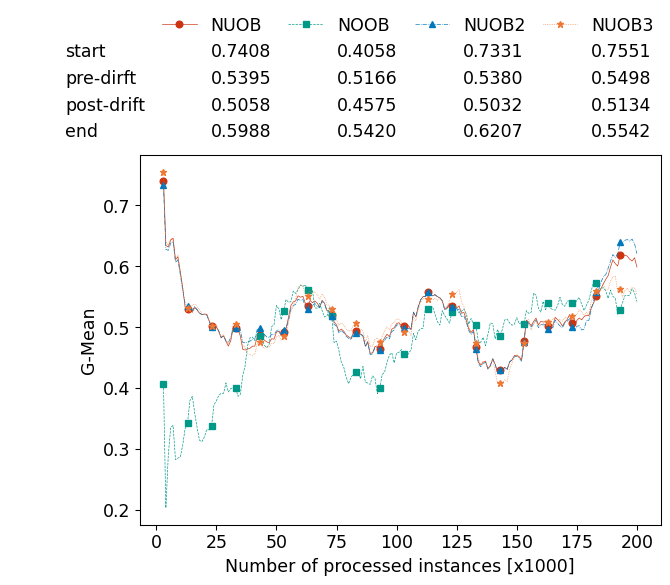 NUOB NOOB NUOB2 NUOB3
start 0.7408 0.4058 0.7331 0.7551
pre-dirft 0.5395 0.5166 0.5380 0.5498
post-drift 0.5058 0.4575 0.5032 0.5134
end 0.5988 0.5420 0.6207 0.5542
0.7
0.6
0.5
0.4
0.3
0.2
G-Mean
0 25 50 75 100 125 150 175 200
Number of processed instances [x1000]